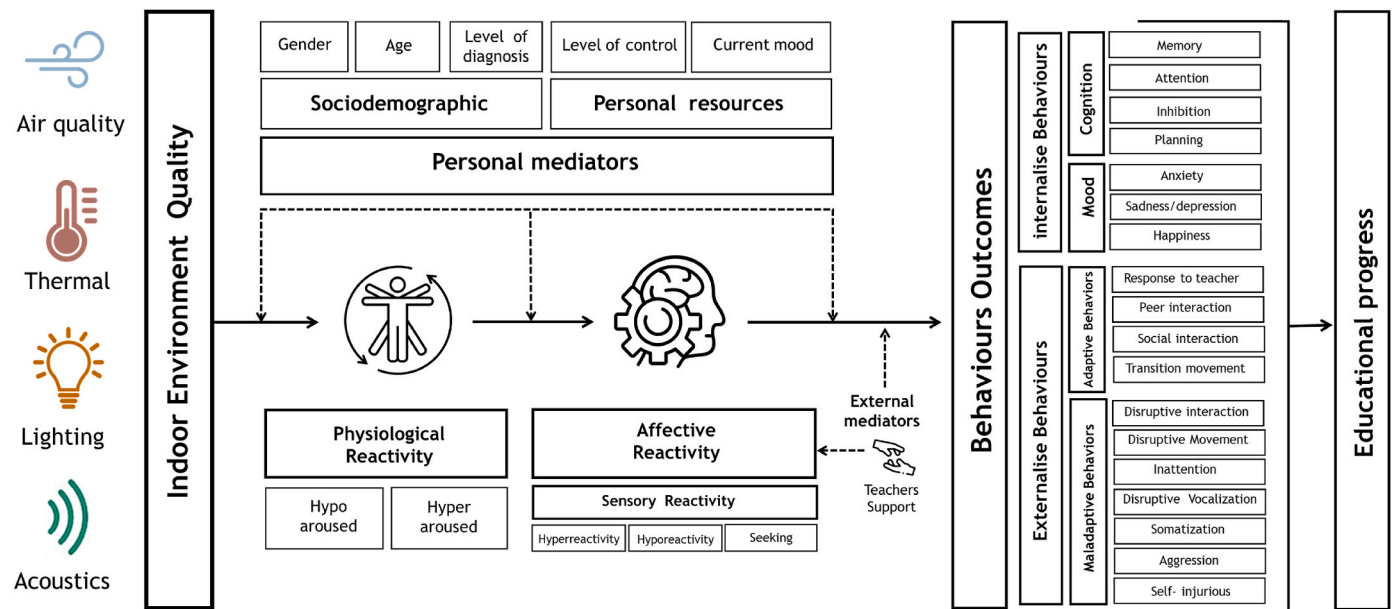 Air quality
Thermal
Lighting
Acoustics
Indoor Environment Quality
Gender
Age
Level of
diagnosis
Level of control
Current mood
Sociodemographic
Personal resources
Personal mediators
Physiological
Reactivity
Hypo
aroused
Hyper
aroused
Affective
Reactivity
Sensory Reactivity
Hyperreactivity
Hyporeactivity
Seeking
External
mediators
Teachers
Support
Behaviours Outcomes
internalise Behaviours
Cognition
Memory
Attention
Inhibition
Planning
Mood
Anxiety
Sadness/depression
Happiness
Externalise Behaviours
Adaptive Behaviors
Response to teacher
Peer interaction
Social interaction
Transition movement
Maladaptive Behaviors
Disruptive interaction
Disruptive Movement
Inattention
Disruptive Vocalization
Somatization
Aggression
Self- injurious
Educational progress